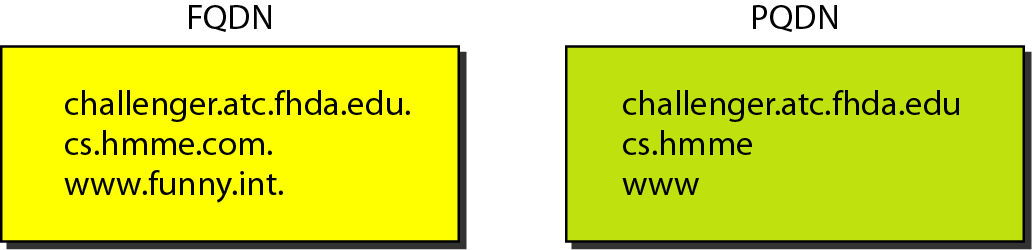 FQDN
challenger.atc.fhda.edu.
cs.hmme.com.
www.funny.int.
PQDN
challenger.atc.fhda.edu
cs.hmme
www